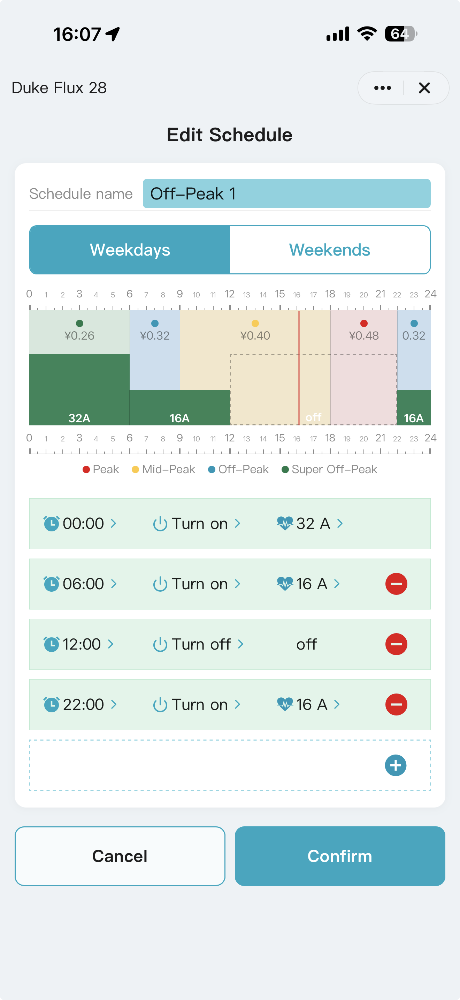 16:07
64
Duke Flux 28
Edit Schedule
Schedule name
Off–Peak 1
Weekdays
Weekends
0 1 2 3 4 5 6 7 8 9 10 11 12 13 14 15 16 17 18 19 20 21 22 23 24
¥0.26 ¥0.32 ¥0.40 ¥0.48 0.32
32A 16A off 16A
0 1 2 3 4 5 6 7 8 9 10 11 12 13 14 15 16 17 18 19 20 21 22 23 24
Peak Mid–Peak Off–Peak Super Off–Peak
00:00 Turn on 32 A
06:00 Turn on 16 A
12:00 Turn off off
22:00 Turn on 16 A
Cancel
Confirm